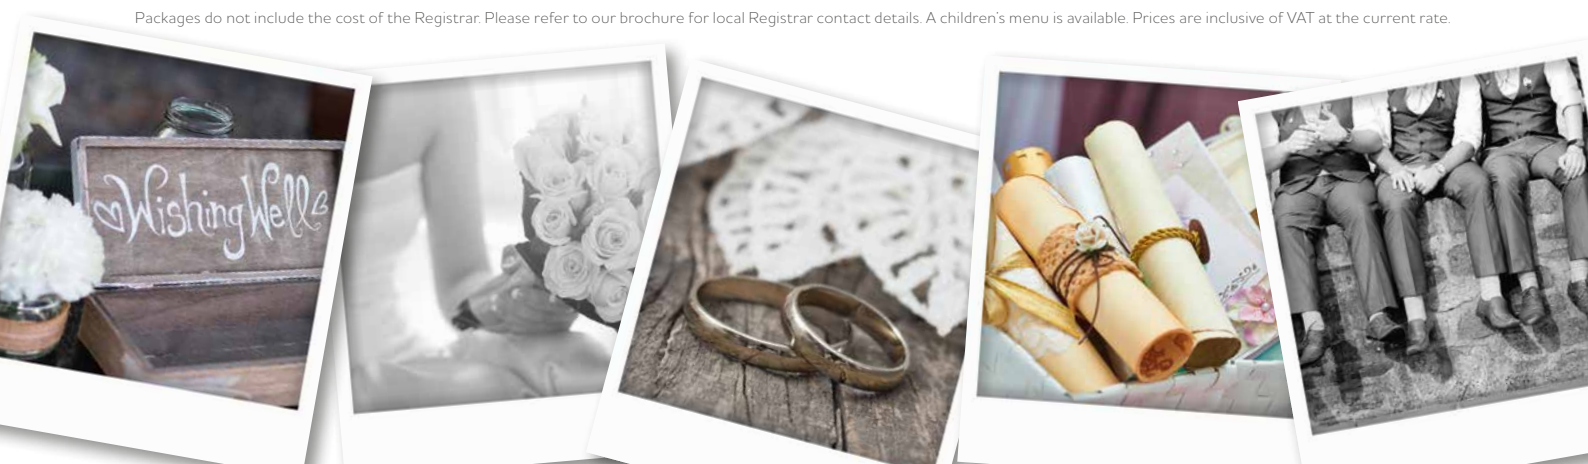 Packages do not include the cost of the Registrar. Please refer to our brochure for local Registrar contact details. A children's menu is available. Prices are inclusive of VAT at the current rate.
Wishing Well